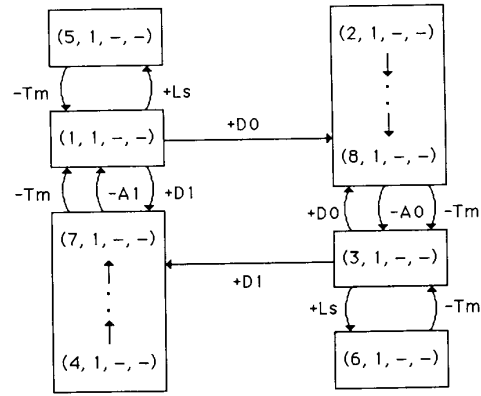 (5, 1, –, –)
(2, 1, –, –)
–Tm
+Ls
(1, 1, –, –)
+D0
(8, 1, –, –)
–Tm
–A1
+D1
+D0
–A0
–Tm
(7, 1, –, –)
(3, 1, –, –)
+D1
+Ls
–Tm
(4, 1, –, –)
(6, 1, –, –)